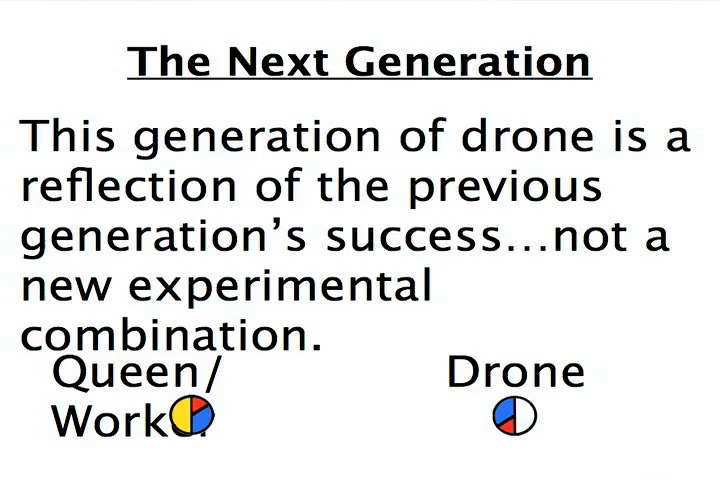 The Next Generation
This generation of drone is a
reflection of the previous
generation’s success…not a
new experimental
combination.
Queen/
Worker
Drone